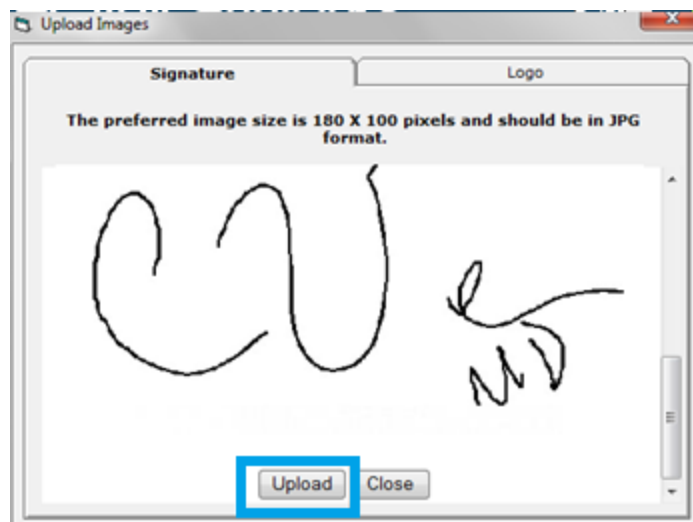 Upload Images
Signature Logo
The preferred image size is 180 X 100 pixels and should be in JPG
format.
MD
Upload Close